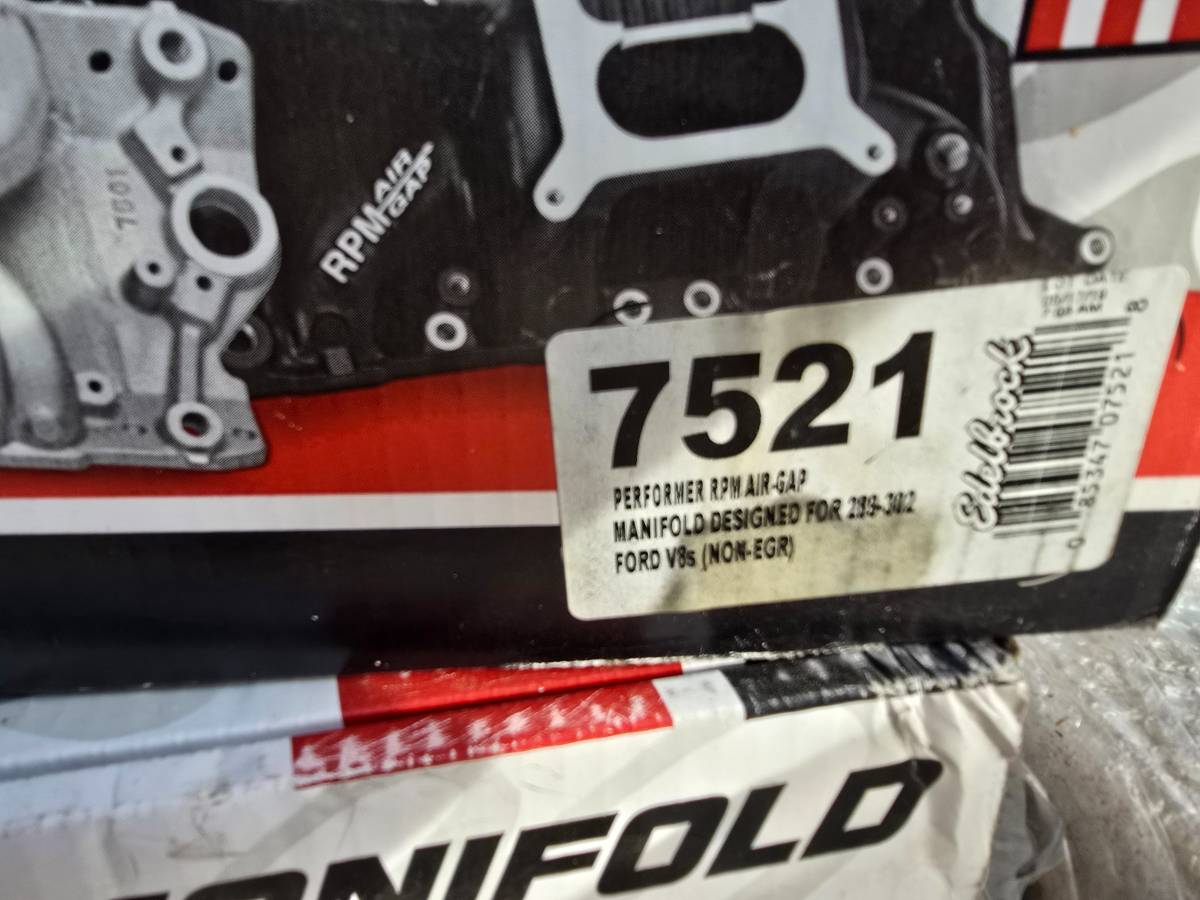 7601
RPM AIR
GAP
7521
PERFORMER RPM AIR-GAP
MANIFOLD DESIGNED FOR 289-302
FORD V8s (NON-EGR)
Edelbrock
0 85347 07521 8
MANIFOLD